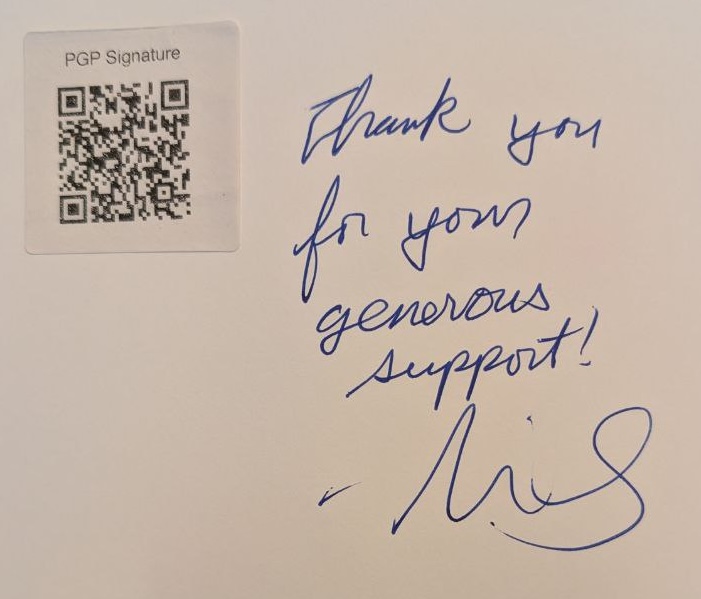 PGP Signature
Thank you
for your
generous
support!